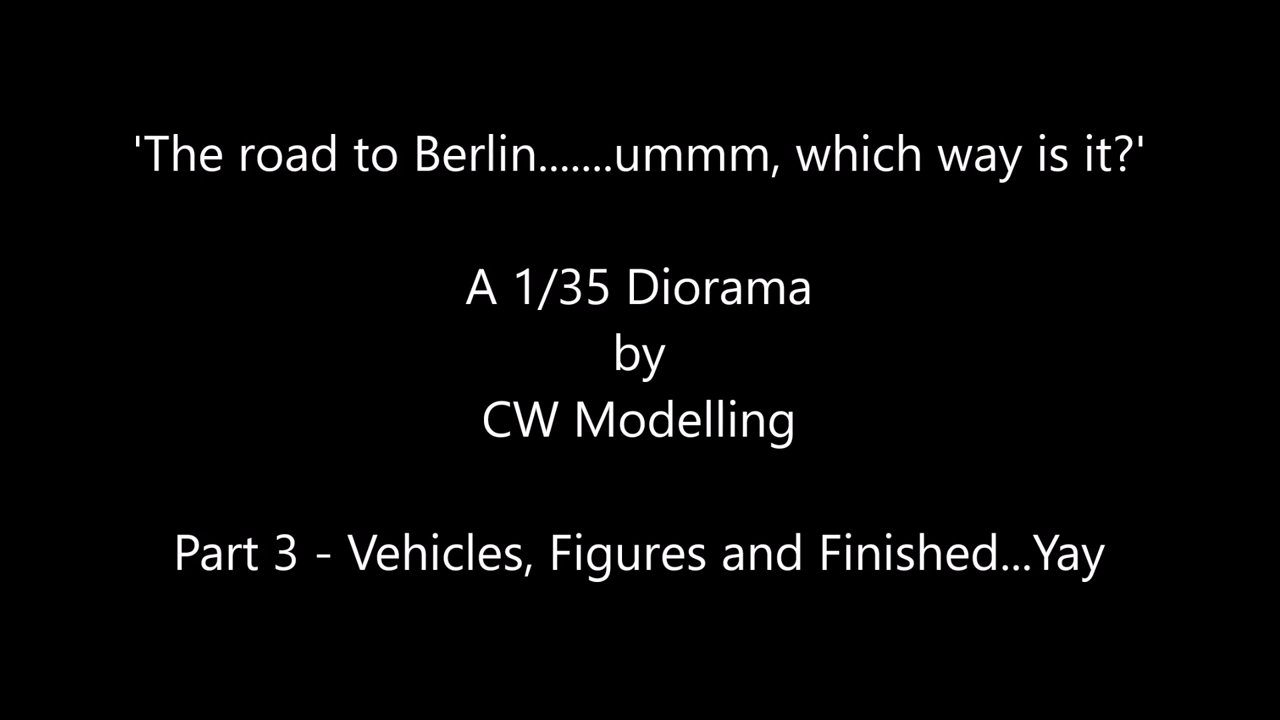 'The road to Berlin.......ummm, which way is it?'
A 1/35 Diorama
by
CW Modelling
Part 3 - Vehicles, Figures and Finished...Yay